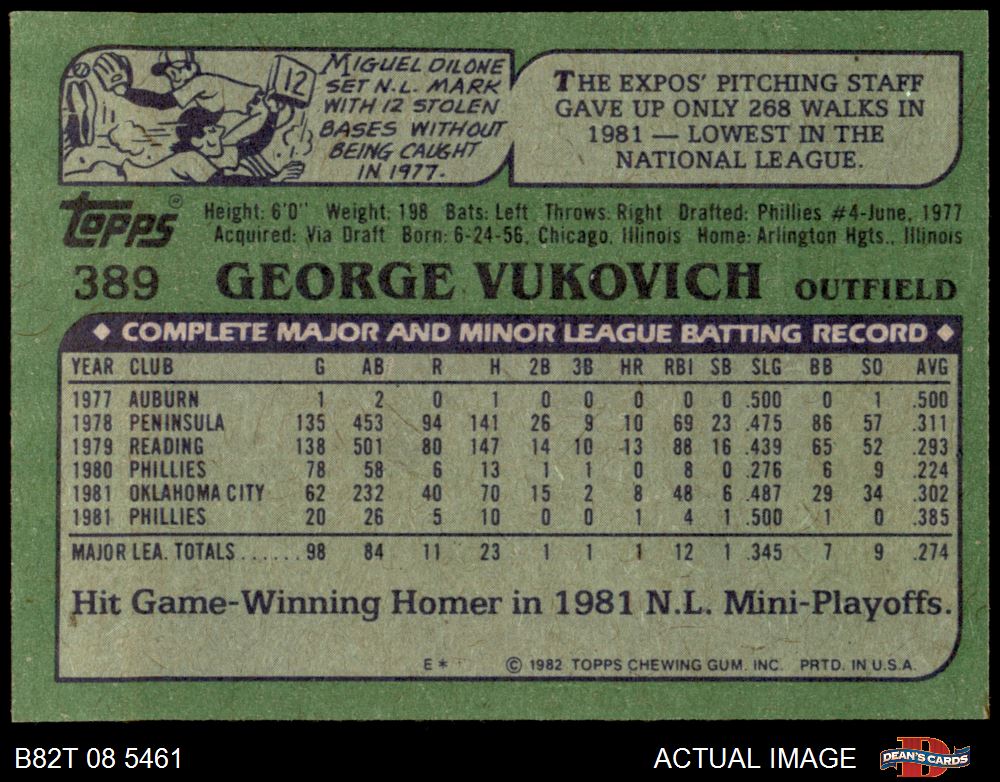 12
MIGUEL DILONE
SET N.L. MARK
WITH 12 STOLEN
BASES WITHOUT
BEING CAUGHT
IN 1977.
THE EXPOS' PITCHING STAFF
GAVE UP ONLY 268 WALKS IN
1981 — LOWEST IN THE
NATIONAL LEAGUE.
topps® Height: 6'0" Weight: 198 Bats: Left Throws: Right Drafted: Phillies #4-June, 1977
Acquired: Via Draft Born: 6-24-56, Chicago, Illinois Home: Arlington Hgts., Illinois
389 GEORGE VUKOVICH OUTFIELD
◆ COMPLETE MAJOR AND MINOR LEAGUE BATTING RECORD ◆
YEAR CLUB G AB R H 2B 3B HR RBI SB SLG BB SO AVG
1977 AUBURN 1 2 0 1 0 0 0 0 0 .500 0 1 .500
1978 PENINSULA 135 453 94 141 26 9 10 69 23 .475 86 57 .311
1979 READING 138 501 80 147 14 10 13 88 16 .439 65 52 .293
1980 PHILLIES 78 58 6 13 1 1 0 8 0 .276 6 9 .224
1981 OKLAHOMA CITY 62 232 40 70 15 2 8 48 6 .487 29 34 .302
1981 PHILLIES 20 26 5 10 0 0 1 4 1 .500 1 0 .385
MAJOR LEA. TOTALS...... 98 84 11 23 1 1 1 12 1 .345 7 9 .274
Hit Game-Winning Homer in 1981 N.L. Mini-Playoffs.
E* © 1982 TOPPS CHEWING GUM. INC. PRTD. IN U.S.A.
B82T 08 5461 ACTUAL IMAGE D DEAN'S CARDS